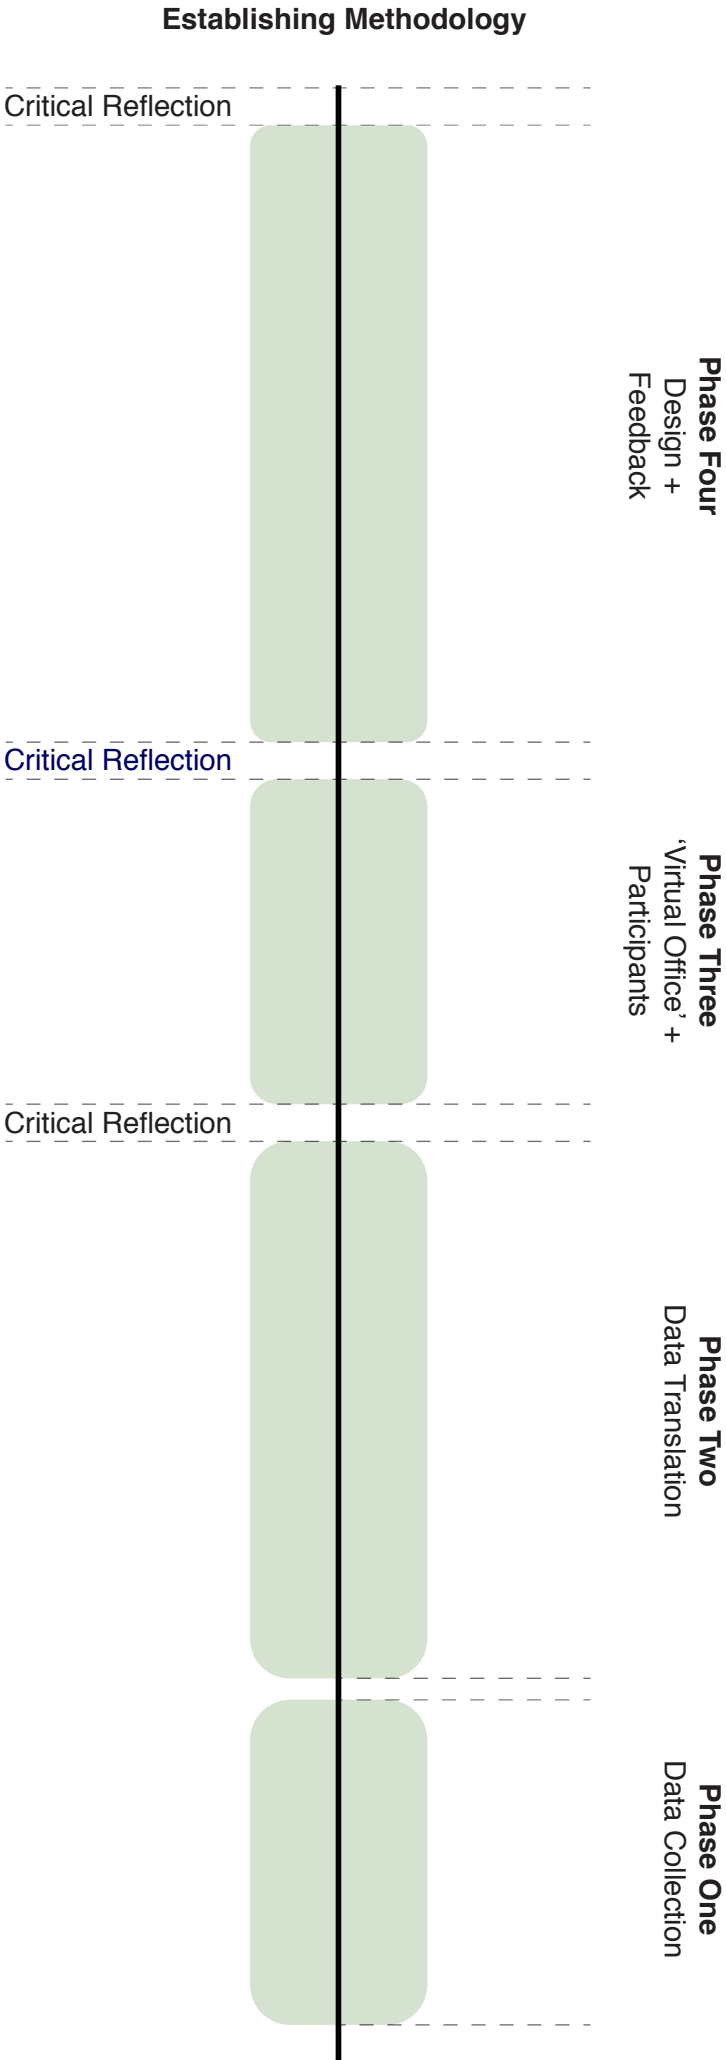 Establishing Methodology
Critical Reflection
Phase Four
Design +
Feedback
Critical Reflection
Phase Three
‘Virtual Office’ +
Participants
Critical Reflection
Phase Two
Data Translation
Phase One
Data Collection